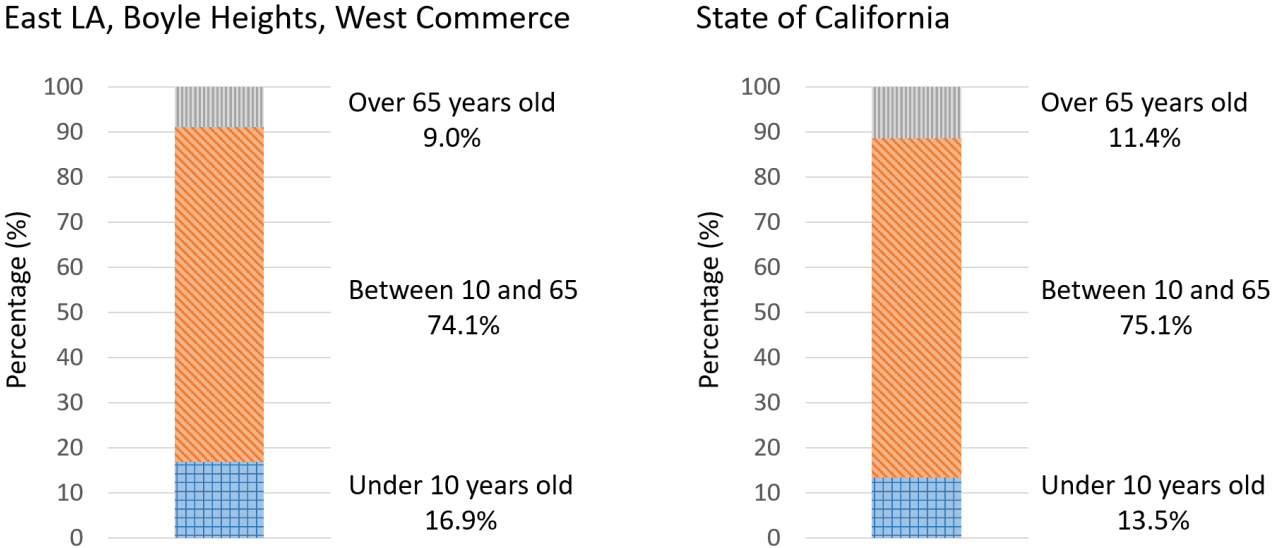 East LA, Boyle Heights, West Commerce
Percentage (%)
100
90
80
70
60
50
40
30
20
10
0
Over 65 years old
9.0%
Between 10 and 65
74.1%
Under 10 years old
16.9%
State of California
Percentage (%)
100
90
80
70
60
50
40
30
20
10
0
Over 65 years old
11.4%
Between 10 and 65
75.1%
Under 10 years old
13.5%